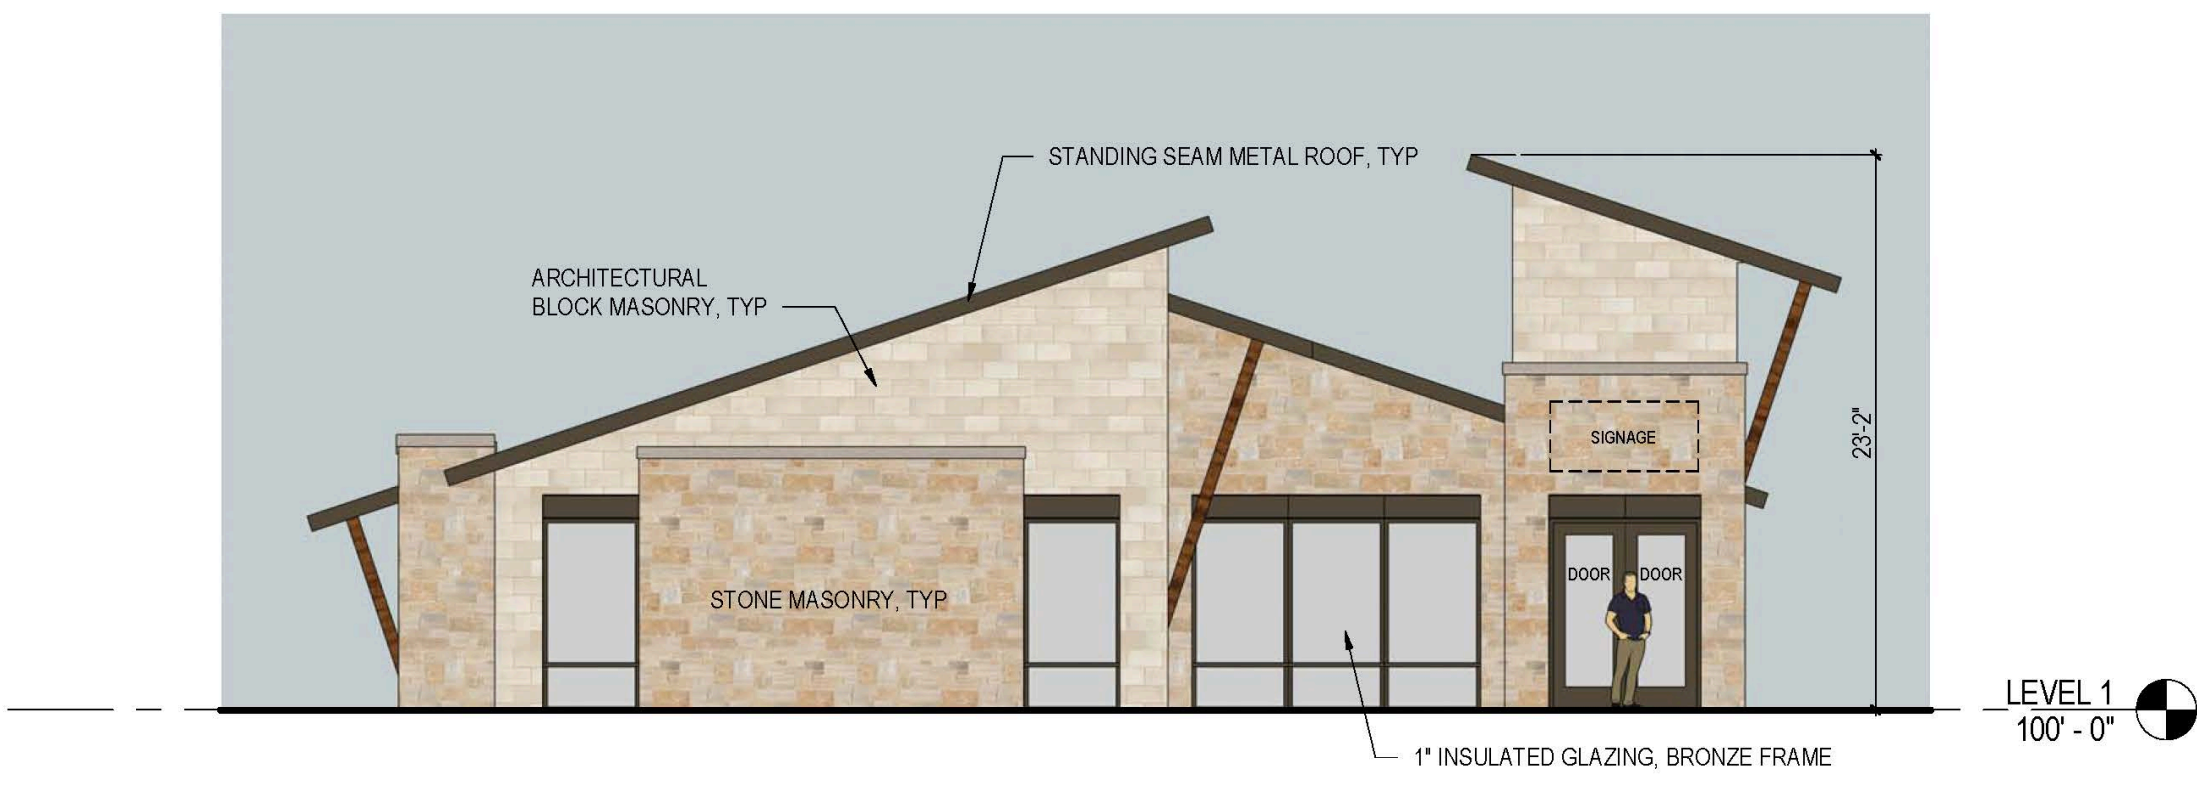 STANDING SEAM METAL ROOF, TYP
ARCHITECTURAL
BLOCK MASONRY, TYP
23'-2"
SIGNAGE
DOOR DOOR
STONE MASONRY, TYP
LEVEL 1
100' - 0"
1" INSULATED GLAZING, BRONZE FRAME